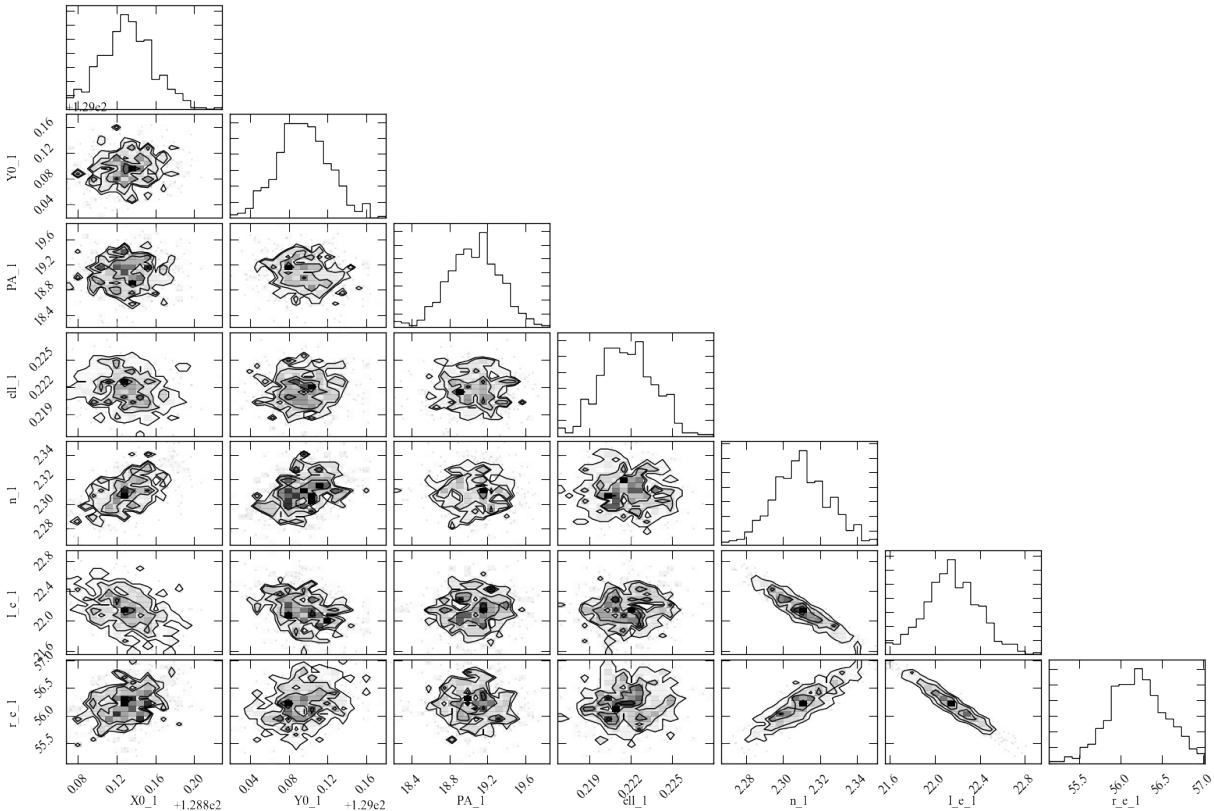 +1.29e2
Y0_1
0.16
0.12
0.08
0.04
PA_1
19.6
19.2
18.8
18.4
ell_1
0.225
0.222
0.219
n_1
2.34
2.32
2.30
2.28
I_e_1
22.8
22.4
22.0
21.6
r_e_1
57.0
56.5
56.0
55.5
0.08 0.12 0.16 0.20
X0_1 +1.288e2
0.04 0.08 0.12 0.16
Y0_1 +1.29e2
18.4 18.8 19.2 19.6
PA_1
0.219 0.222 0.225
ell_1
2.28 2.30 2.32 2.34
n_1
21.6 22.0 22.4 22.8
I_e_1
55.5 56.0 56.5 57.0
r_e_1